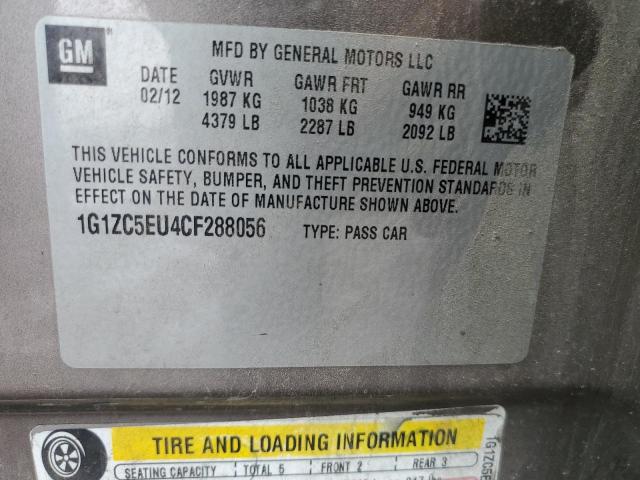 GM
MFD BY GENERAL MOTORS LLC
DATE GVWR GAWR FRT GAWR RR
02/12 1987 KG 1038 KG 949 KG
4379 LB 2287 LB 2092 LB
THIS VEHICLE CONFORMS TO ALL APPLICABLE U.S. FEDERAL MOTOR
VEHICLE SAFETY, BUMPER, AND THEFT PREVENTION STANDARDS IN
EFFECT ON THE DATE OF MANUFACTURE SHOWN ABOVE.
1G1ZC5EU4CF288056 TYPE: PASS CAR
TIRE AND LOADING INFORMATION
SEATING CAPACITY TOTAL 5 FRONT 2 REAR 3
1G1ZC5E